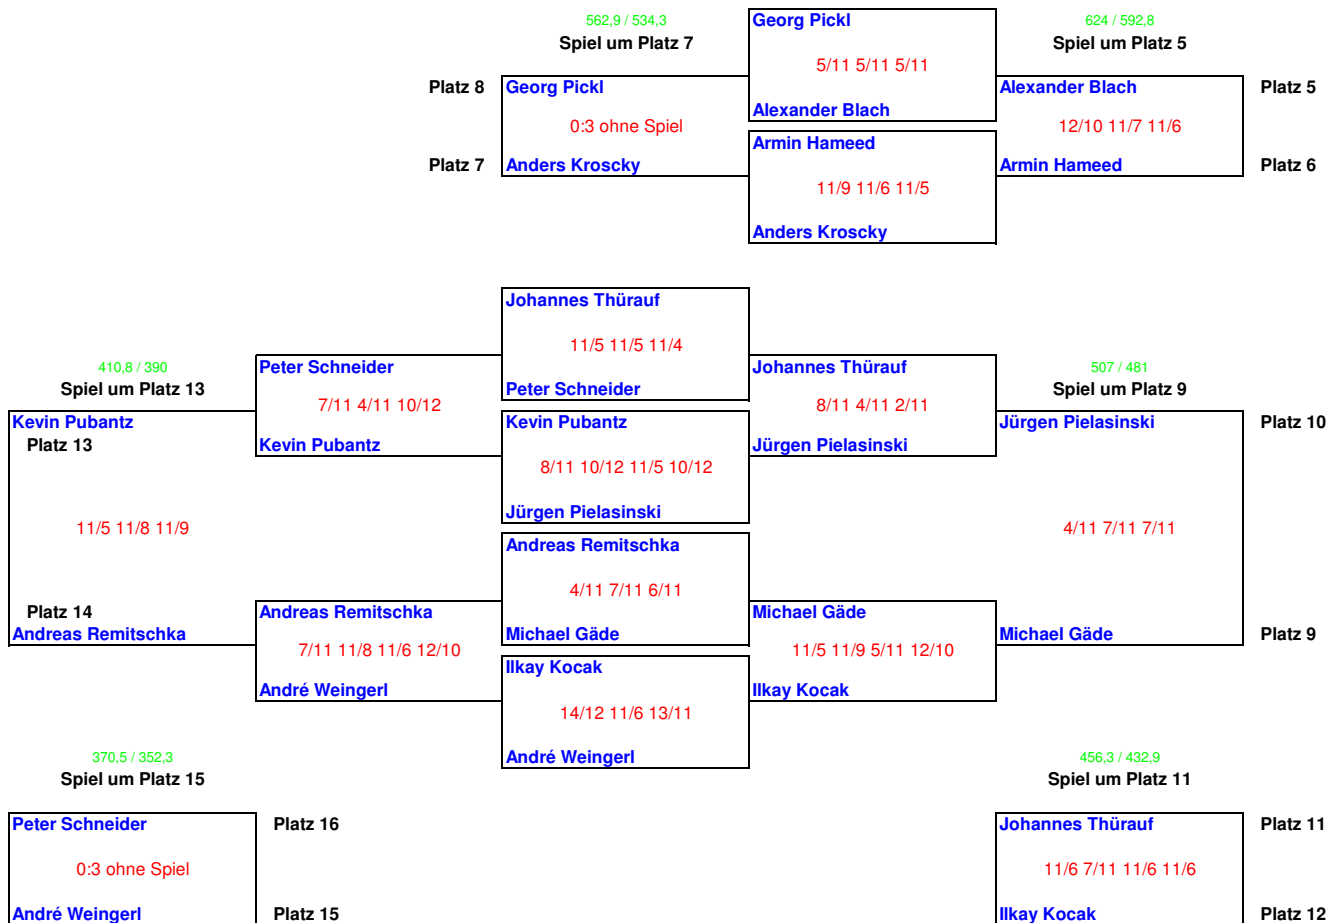 562,9 / 534,3
Georg Pickl
624 / 592,8
Spiel um Platz 7
Spiel um Platz 5
5/11 5/11 5/11
Platz 8
Georg Pickl
Alexander Blach
Platz 5
Alexander Blach
0:3 ohne Spiel
12/10 11/7 11/6
Armin Hameed
Platz 7
Anders Kroscky
Armin Hameed
Platz 6
11/9 11/6 11/5
Anders Kroscky
Johannes Thürauf
11/5 11/5 11/4
410,8 / 390
Peter Schneider
Johannes Thürauf
507 / 481
Spiel um Platz 13
Peter Schneider
Spiel um Platz 9
7/11 4/11 10/12
8/11 4/11 2/11
Kevin Pubantz
Kevin Pubantz
Jürgen Pielasinski
Platz 10
Platz 13
Kevin Pubantz
Jürgen Pielasinski
8/11 10/12 11/5 10/12
Jürgen Pielasinski
11/5 11/8 11/9
4/11 7/11 7/11
Andreas Remitschka
4/11 7/11 6/11
Platz 14
Andreas Remitschka
Michael Gäde
Andreas Remitschka
Michael Gäde
Michael Gäde
Platz 9
7/11 11/8 11/6 12/10
11/5 11/9 5/11 12/10
Ilkay Kocak
André Weingerl
Ilkay Kocak
14/12 11/6 13/11
370,5 / 352,3
André Weingerl
456,3 / 432,9
Spiel um Platz 15
Spiel um Platz 11
Peter Schneider
Platz 16
Johannes Thürauf
Platz 11
0:3 ohne Spiel
11/6 7/11 11/6 11/6
André Weingerl
Platz 15
Ilkay Kocak
Platz 12